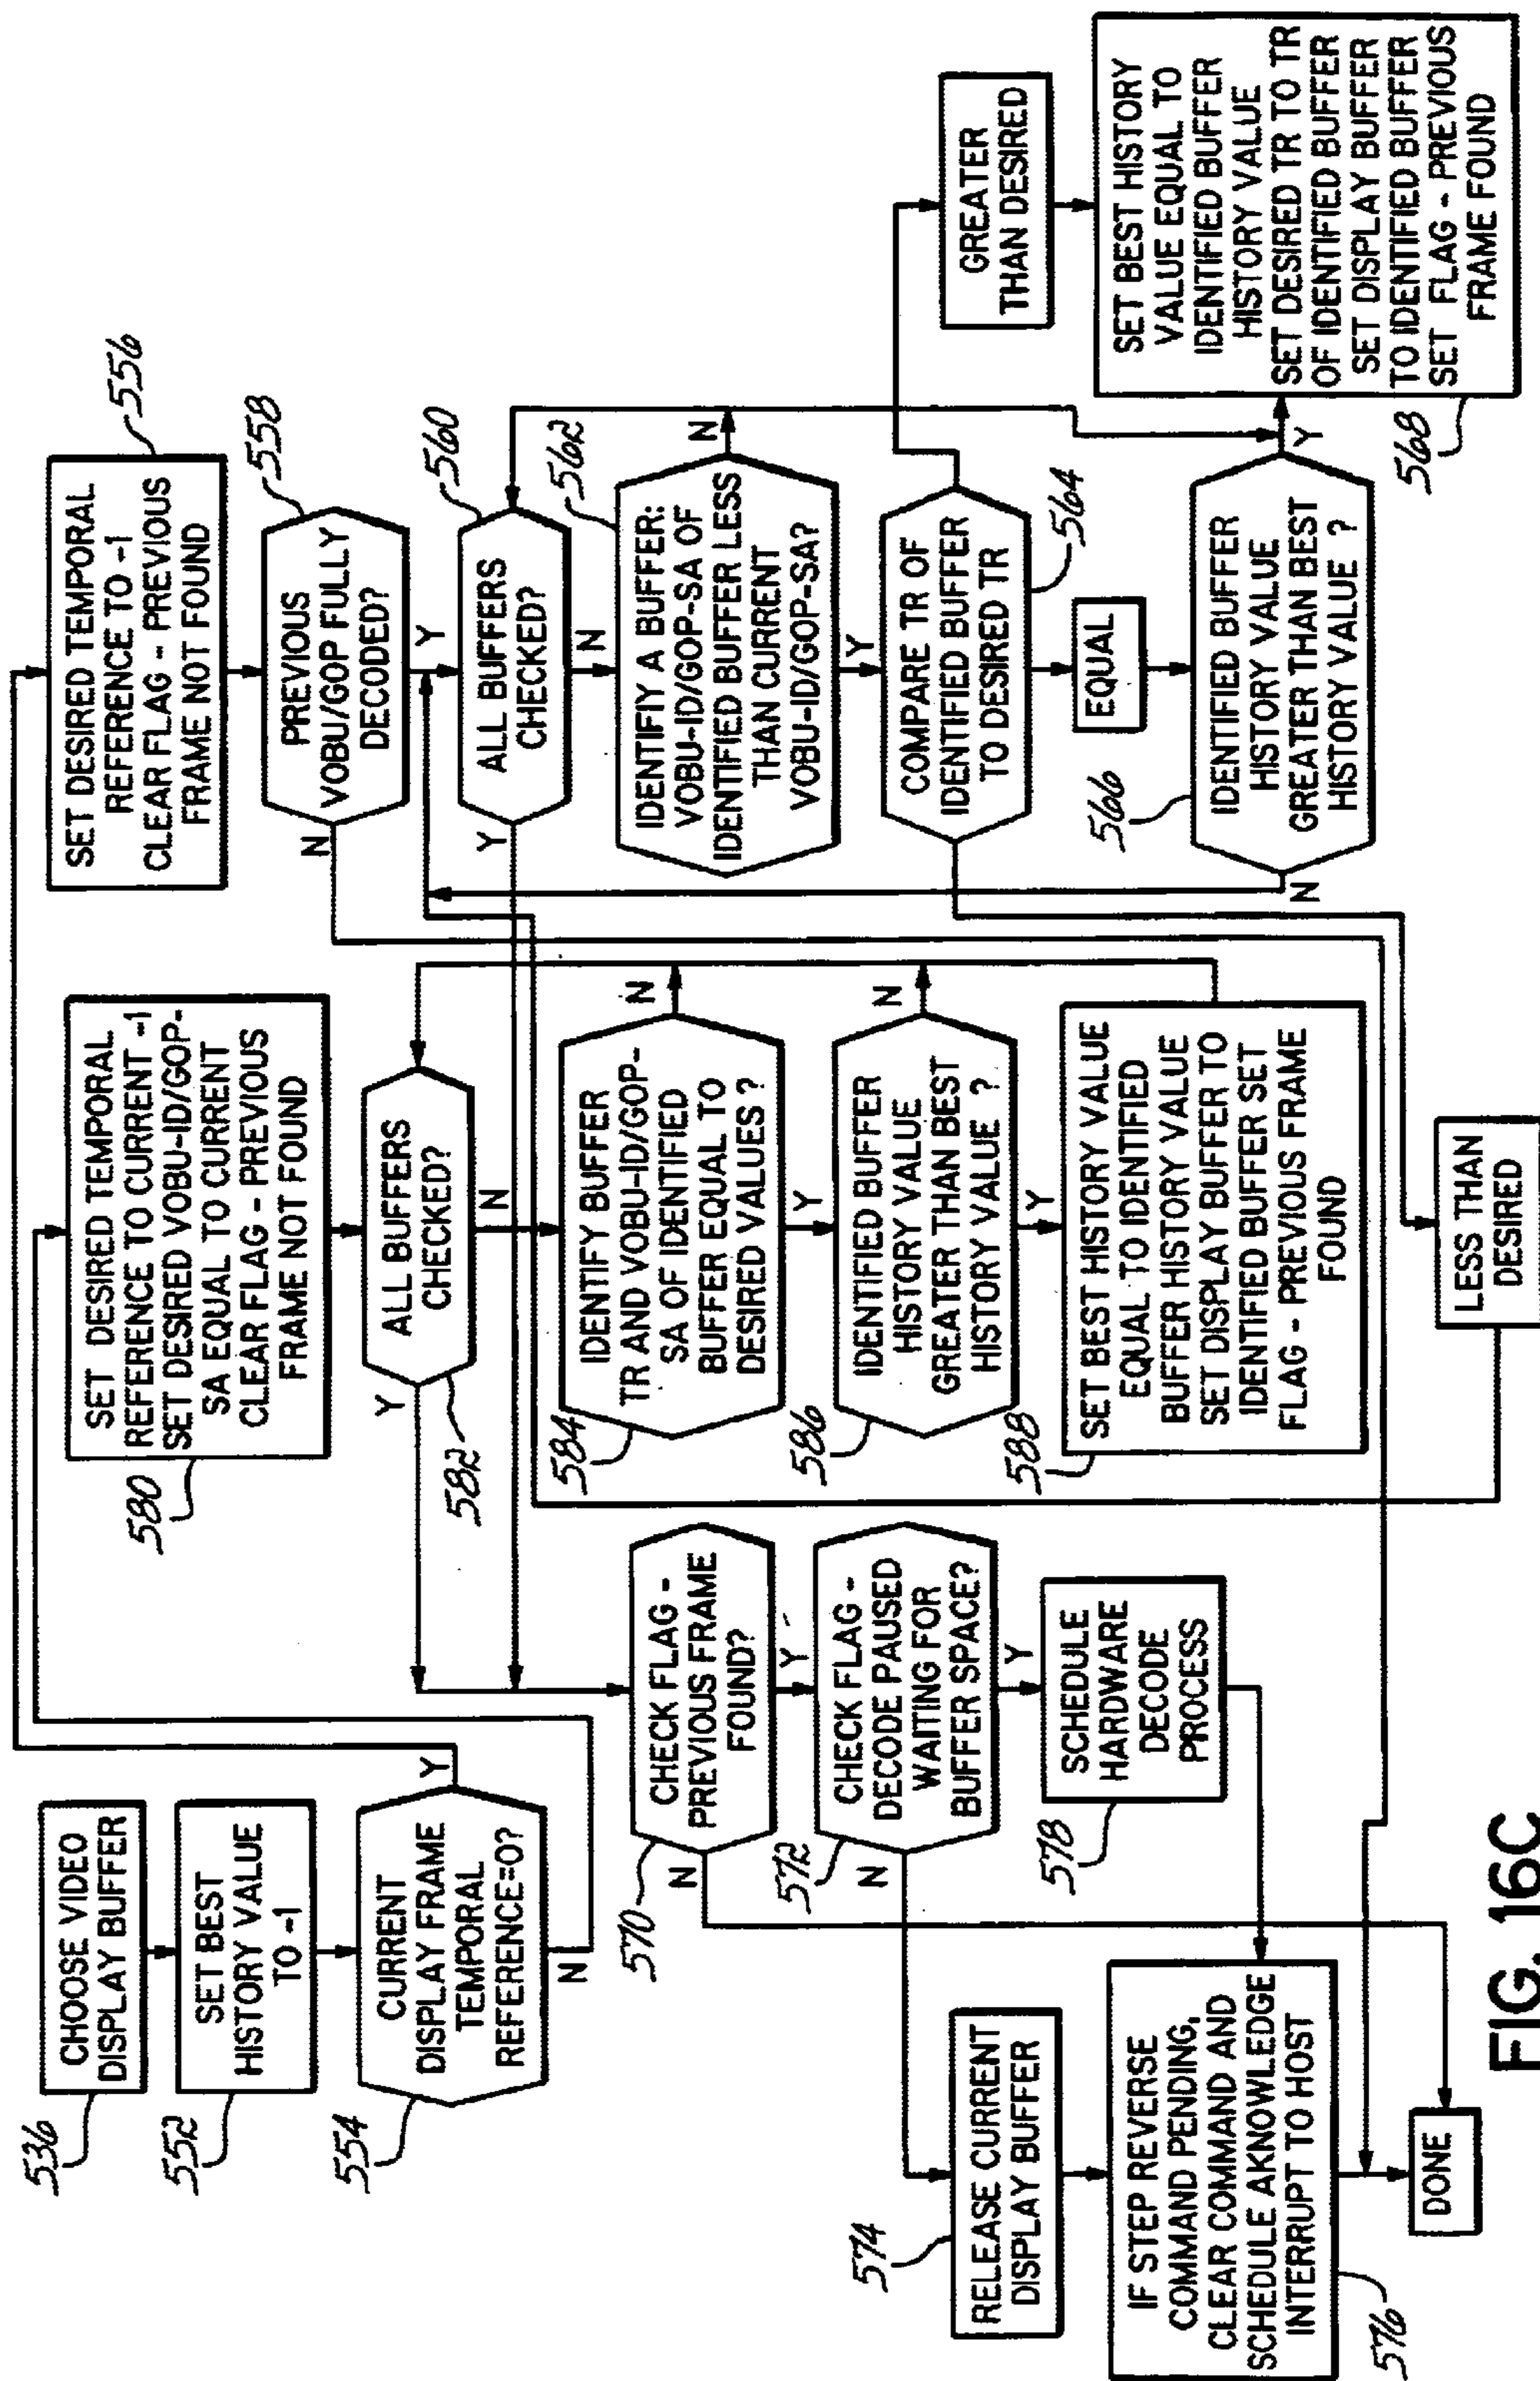 536
CHOOSE VIDEO
DISPLAY BUFFER
552
SET BEST
HISTORY VALUE
TO -1
554
CURRENT
DISPLAY FRAME
TEMPORAL
REFERENCE=0?
Y
N
580
SET DESIRED TEMPORAL
REFERENCE TO CURRENT -1
SET DESIRED VOBU-ID/GOP-
SA EQUAL TO CURRENT
CLEAR FLAG - PREVIOUS
FRAME NOT FOUND
ALL BUFFERS
CHECKED?
Y
582
N
IDENTIFY BUFFER
TR AND VOBU-ID/GOP-
SA OF IDENTIFIED
BUFFER EQUAL TO
DESIRED VALUES ?
584
N
Y
IDENTIFIED BUFFER
HISTORY VALUE
GREATER THAN BEST
HISTORY VALUE ?
586
N
Y
588
SET BEST HISTORY VALUE
EQUAL TO IDENTIFIED
BUFFER HISTORY VALUE
SET DISPLAY BUFFER TO
IDENTIFIED BUFFER SET
FLAG - PREVIOUS FRAME
FOUND
SET DESIRED TEMPORAL
REFERENCE TO -1
CLEAR FLAG - PREVIOUS
FRAME NOT FOUND
556
PREVIOUS
VOBU/GOP FULLY
DECODED?
558
N
Y
ALL BUFFERS
CHECKED?
560
Y
N
IDENTIFIY A BUFFER:
VOBU-ID/GOP-SA OF
IDENTIFIED BUFFER LESS
THAN CURRENT
VOBU-ID/GOP-SA?
562
N
Y
COMPARE TR OF
IDENTIFIED BUFFER
TO DESIRED TR
564
EQUAL
566
IDENTIFIED BUFFER
HISTORY VALUE
GREATER THAN BEST
HISTORY VALUE ?
N
Y
GREATER
THAN DESIRED
SET BEST HISTORY
VALUE EQUAL TO
IDENTIFIED BUFFER
HISTORY VALUE
SET DESIRED TR TO TR
OF IDENTIFIED BUFFER
SET DISPLAY BUFFER
TO IDENTIFIED BUFFER
SET FLAG - PREVIOUS
FRAME FOUND
568
LESS THAN
DESIRED
570
CHECK FLAG -
PREVIOUS FRAME
FOUND?
N
Y
572
CHECK FLAG -
DECODE PAUSED
WAITING FOR
BUFFER SPACE?
N
Y
578
SCHEDULE
HARDWARE
DECODE
PROCESS
574
RELEASE CURRENT
DISPLAY BUFFER
IF STEP REVERSE
COMMAND PENDING,
CLEAR COMMAND AND
SCHEDULE AKNOWLEDGE
INTERRUPT TO HOST
576
DONE
FIG. 16C